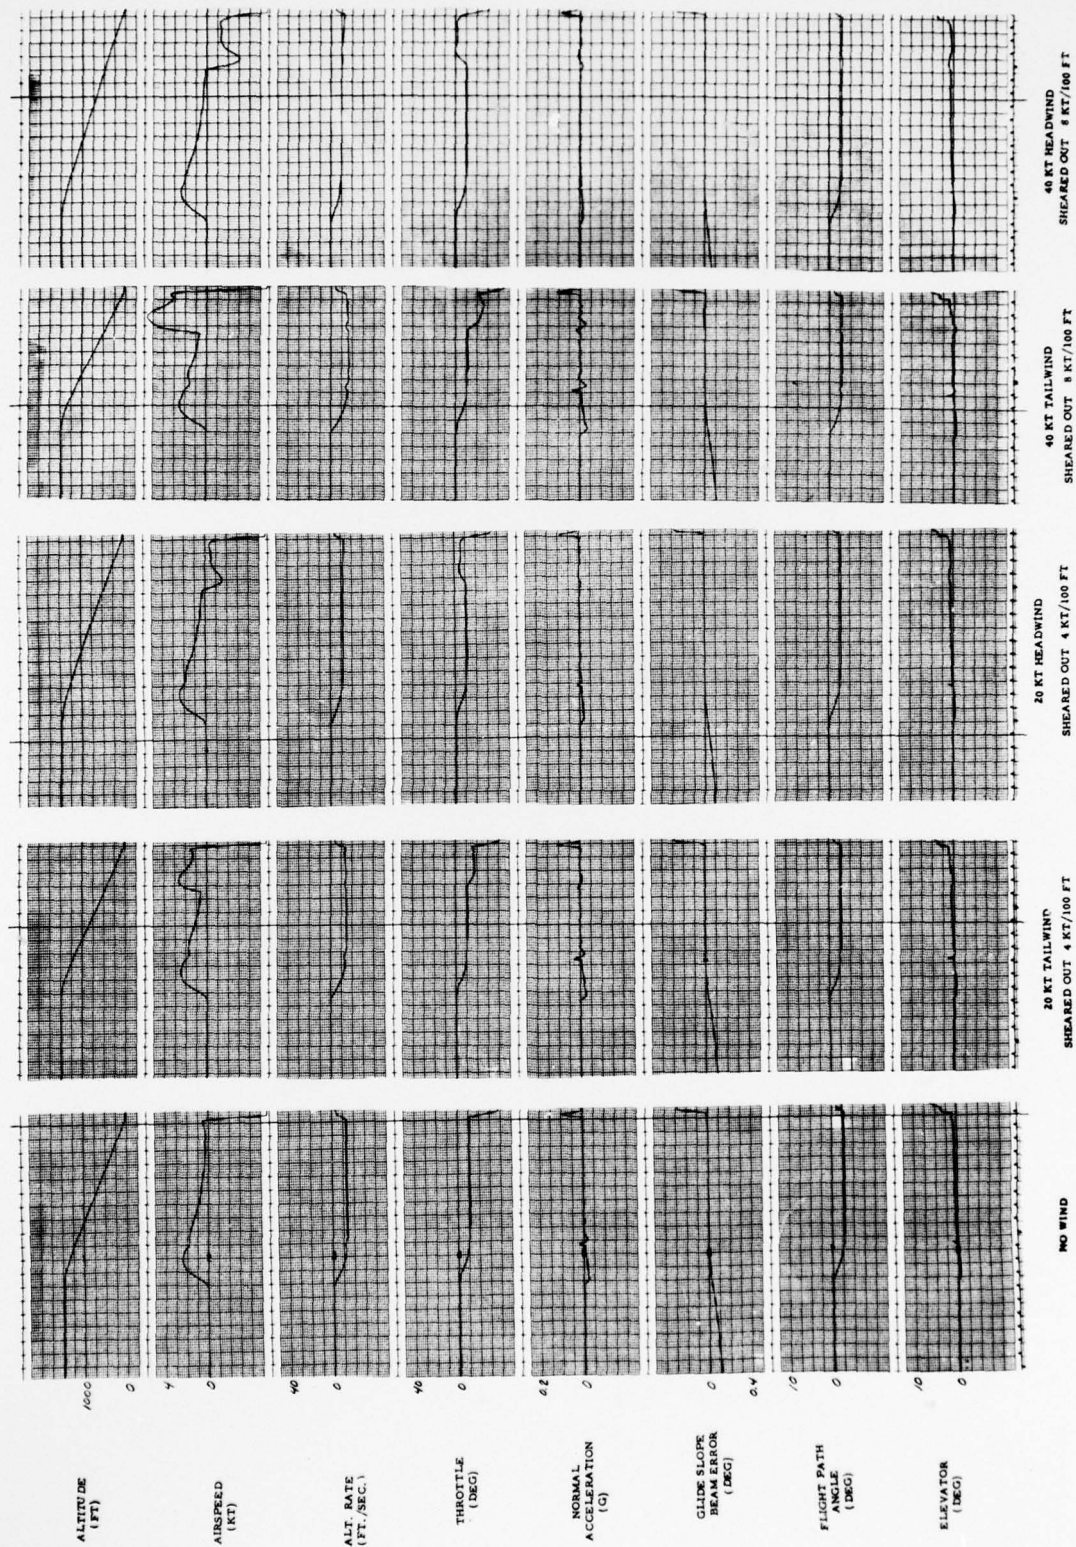 ALTITUDE
(FT)
1000
0
AIRSPEED
(KT)
4
0
ALT. RATE
(FT./SEC.)
40
0
THROTTLE
(DEG)
40
0
NORMAL
ACCELERATION
(G)
0.2
0
GLIDE SLOPE
BEAM ERROR
(DEG)
0
0.4
FLIGHT PATH
ANGLE
(DEG)
10
0
ELEVATOR
(DEG)
10
0
NO WIND
20 KT TAILWIND
SHEARED OUT 4 KT/100 FT
20 KT HEADWIND
SHEARED OUT 4 KT/100 FT
40 KT TAILWIND
SHEARED OUT 8 KT/100 FT
40 KT HEADWIND
SHEARED OUT 8 KT/100 FT